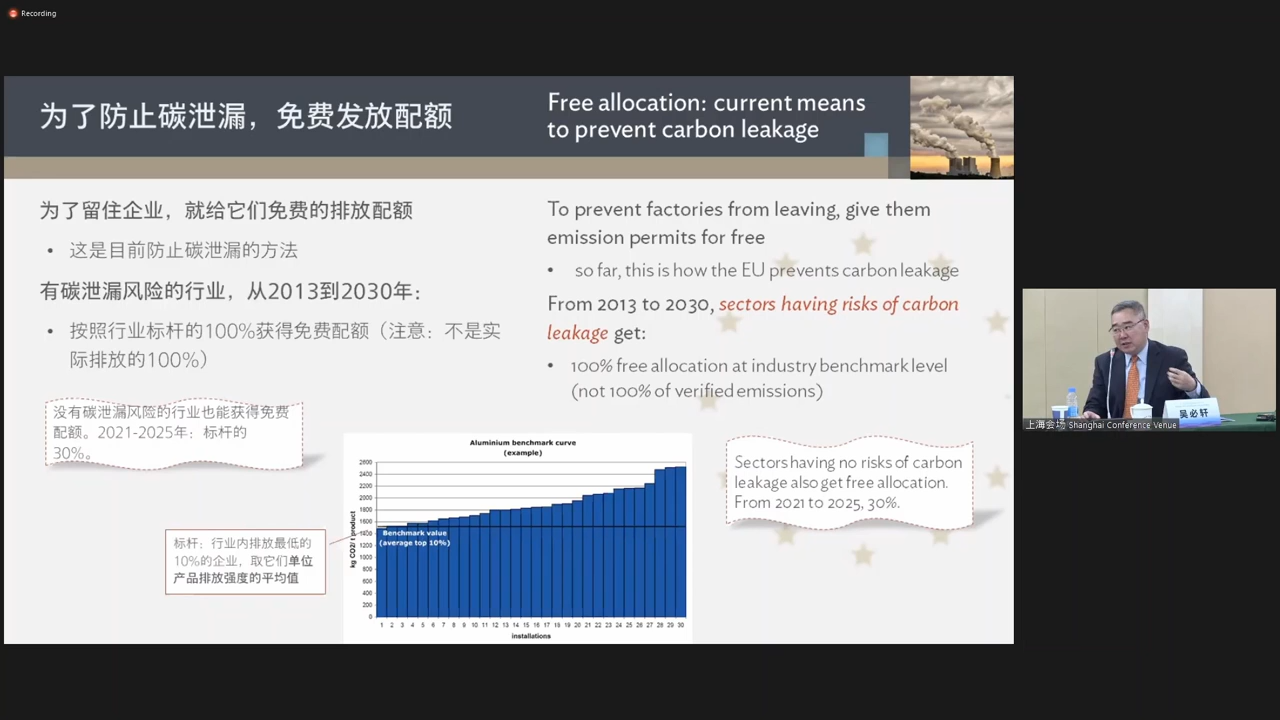 Recording
为了防止碳泄漏，免费发放配额
Free allocation: current means
to prevent carbon leakage
为了留住企业，就给它们免费的排放配额
• 这是目前防止碳泄漏的方法
有碳泄漏风险的行业，从2013到2030年：
• 按照行业标杆的100%获得免费配额（注意：不是实
际排放的100%）
没有碳泄漏风险的行业也能获得免费
配额。2021-2025年：标杆的
30%。
标杆：行业内排放最低的
10%的企业，取它们单位
产品排放强度的平均值
To prevent factories from leaving, give them
emission permits for free
• so far, this is how the EU prevents carbon leakage
From 2013 to 2030, sectors having risks of carbon
leakage get:
• 100% free allocation at industry benchmark level
(not 100% of verified emissions)
Aluminium benchmark curve
(example)
kg CO2/ t product
2600
2400
2200
2000
1800
1600
1400
1200
1000
800
600
400
200
0
Benchmark value
(average top 10%)
1 2 3 4 5 6 7 8 9 10 11 12 13 14 15 16 17 18 19 20 21 22 23 24 25 26 27 28 29 30
installations
Sectors having no risks of carbon
leakage also get free allocation.
From 2021 to 2025, 30%.
吴必轩
上海会场 Shanghai Conference Venue